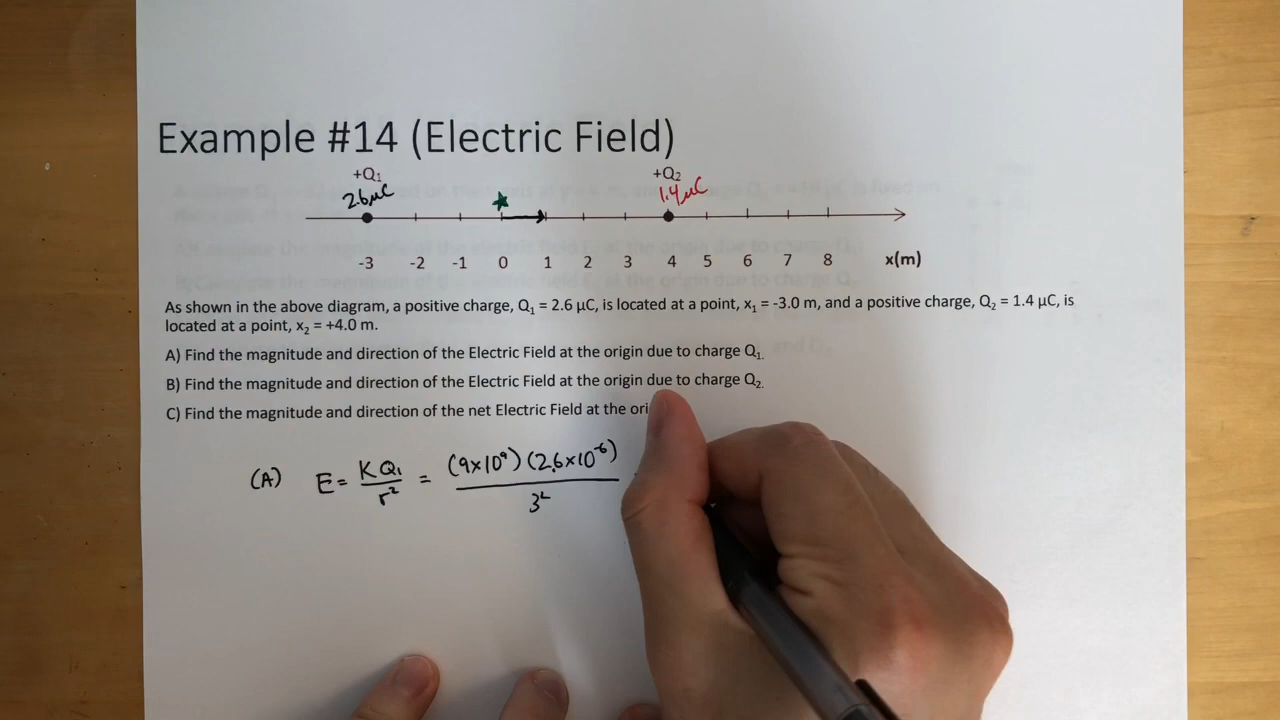 Example #14 (Electric Field)
+Q₁ +Q₂
2.6μC 1.4μC
-3 -2 -1 0 1 2 3 4 5 6 7 8 x(m)
As shown in the above diagram, a positive charge, Q₁ = 2.6 μC, is located at a point, x₁ = -3.0 m, and a positive charge, Q₂ = 1.4 μC, is
located at a point, x₂ = +4.0 m.
A) Find the magnitude and direction of the Electric Field at the origin due to charge Q₁.
B) Find the magnitude and direction of the Electric Field at the origin due to charge Q₂.
C) Find the magnitude and direction of the net Electric Field at the
(A) E = KQ₁/r² = (9×10⁹)(2.6×10⁻⁶)/3²